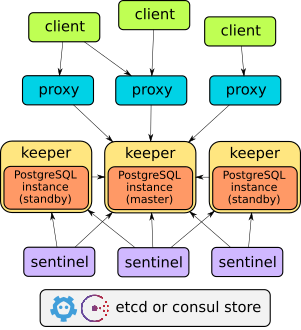 client
client
client
proxy
proxy
proxy
keeper
PostgreSQL
instance
(standby)
keeper
PostgreSQL
instance
(master)
keeper
PostgreSQL
instance
(standby)
sentinel
sentinel
sentinel
etcd or consul store